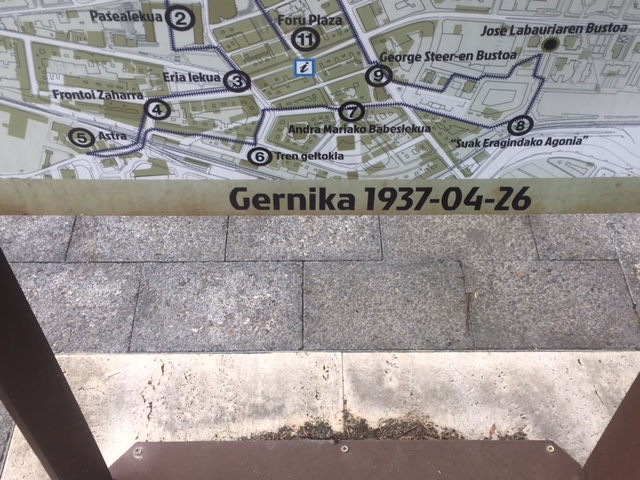 Pasealekua 2
Foru Plaza
11
i
Jose Labauriaren Bustoa
George Steer-en Bustoa
9
Eria lekua 3
Frontoi Zaharra
4
7
Andra Mariako Babeslekua
8
"Suak Eragindako Agonia"
5 Astra
6 Tren geltokia
Gernika 1937-04-26